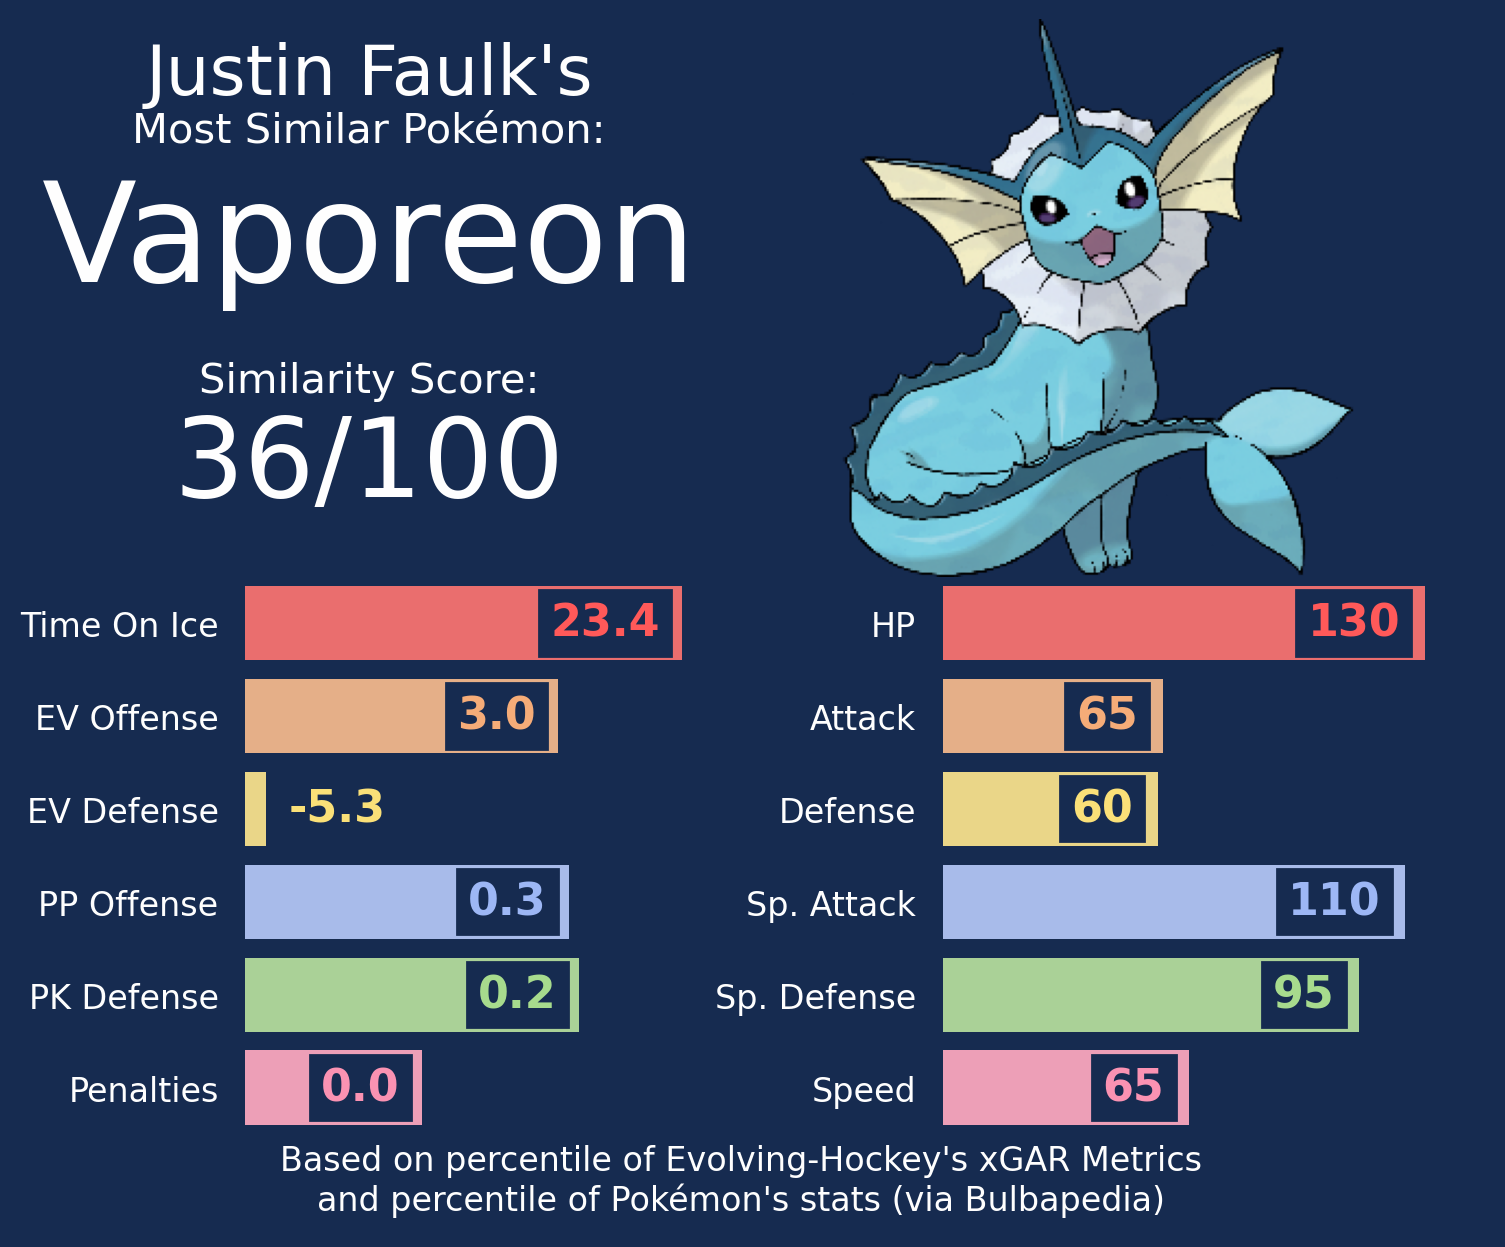 Justin Faulk's
Most Similar Pokémon:
Vaporeon
Similarity Score:
36/100
Time On Ice 23.4
EV Offense 3.0
EV Defense -5.3
PP Offense 0.3
PK Defense 0.2
Penalties 0.0
HP 130
Attack 65
Defense 60
Sp. Attack 110
Sp. Defense 95
Speed 65
Based on percentile of Evolving-Hockey's xGAR Metrics
and percentile of Pokémon's stats (via Bulbapedia)